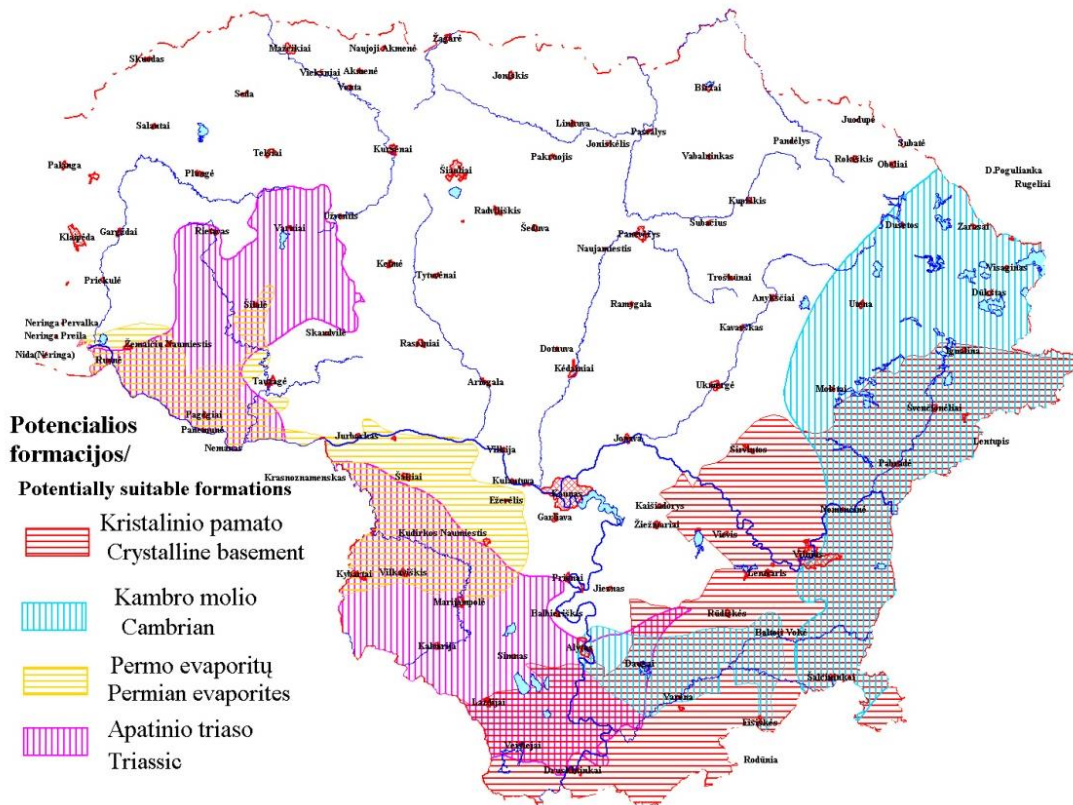 Žagarė
Mažeikiai
Naujoji Akmenė
Skuodas
Viekšniai
Akmenė
Joniškis
Venta
Biržai
Seda
Salantai
Linkuva
Pasvalys
Juodupė
Joniškėlis
Pandėlys
Subatė
Telšiai
Kuršėnai
Pakruojis
Vabalninkas
Rokiškis
Obeliai
Palanga
Plungė
Šiauliai
D.Pogulianka
Rugeliai
Kupiškis
Radviliškis
Užventis
Subačius
Rietavas
Varniai
Šeduva
Panevėžys
Dusetos
Zarasai
Klaipėda
Gargždai
Naujamiestis
Kelmė
Tytuvėnai
Troškūnai
Visaginas
Priekulė
Anykščiai
Dūkštas
Šilalė
Ramygala
Utena
Neringa Pervalka
Neringa Preila
Skaudvilė
Kavarskas
Žemaičiu Naumiestis
Raseiniai
Dotnuva
Ignalina
Nida(Neringa)
Rusnė
Kėdainiai
Tauragė
Ariogala
Ukmergė
Molėtai
Švenčionėliai
Pagėgiai
Panemunė
Potencialios
formacijos/
Jurbarkas
Jonava
Nemanas
Vilkija
Širvintos
Lentupis
Pabradė
Krasnoznamenskas
Šakiai
Potentially suitable formations
Kulautuva
Kaunas
Ežerėlis
Kaišiadorys
Nemenčinė
Garliava
Žiežmariai
Kristalinio pamato
Crystalline basement
Kudirkos Naumiestis
Vievis
Vilnius
Kybartai
Vilkaviškis
Prienai
Lentvaris
Jieznas
Kambro molio
Cambrian
Marijampolė
Balbieriškis
Rūdiškės
Baltoji Vokė
Kalvarija
Simnas
Alytus
Daugai
Permo evaporitų
Permian evaporites
Šalčininkai
Lazdijai
Varėna
Eišiškės
Apatinio triaso
Triassic
Veisiejai
Rodūnia
Druskininkai